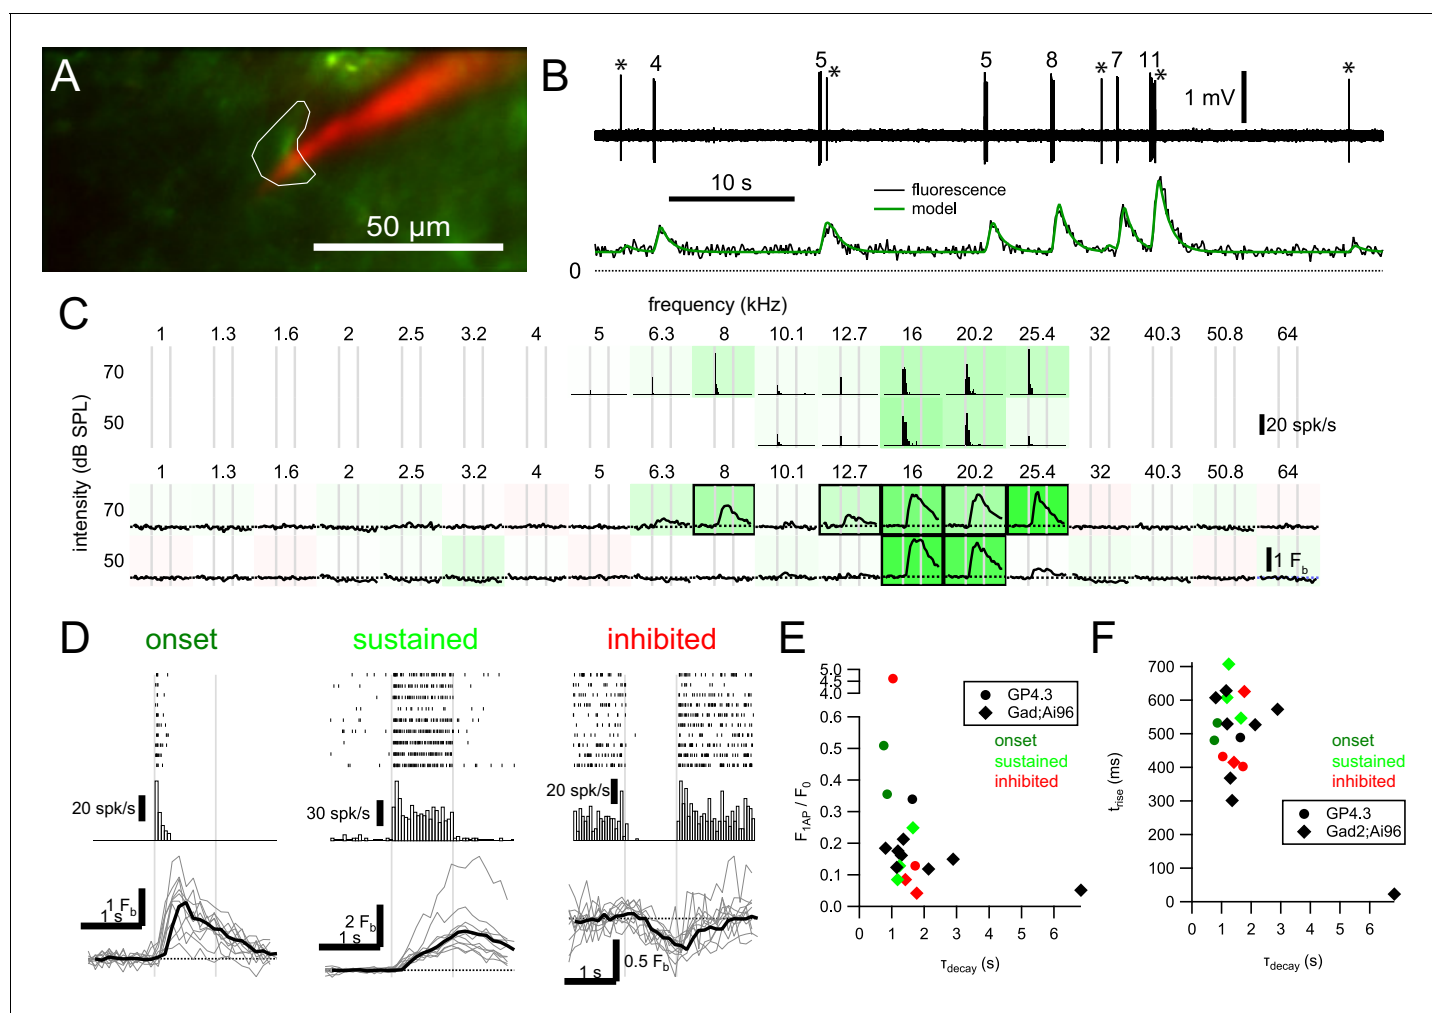 A
50 µm
B
* 4 5 * 5 8 * 7 11 * *
1 mV
10 s
fluorescence
model
0
C
frequency (kHz)
1 1.3 1.6 2 2.5 3.2 4 5 6.3 8 10.1 12.7 16 20.2 25.4 32 40.3 50.8 64
intensity (dB SPL)
70
50
20 spk/s
1 1.3 1.6 2 2.5 3.2 4 5 6.3 8 10.1 12.7 16 20.2 25.4 32 40.3 50.8 64
70
50
1 Fb
D
onset
sustained
inhibited
20 spk/s
30 spk/s
20 spk/s
1 Fb
1 s
2 Fb
1 s
0.5 Fb
1 s
E
F1AP / F0
5.0
4.5
4.0
0.6
0.5
0.4
0.3
0.2
0.1
0.0
0 1 2 3 4 5 6
τdecay (s)
GP4.3
Gad;Ai96
onset
sustained
inhibited
F
trise (ms)
700
600
500
400
300
200
100
0
0 1 2 3 4 5 6
τdecay (s)
onset
sustained
inhibited
GP4.3
Gad2;Ai96